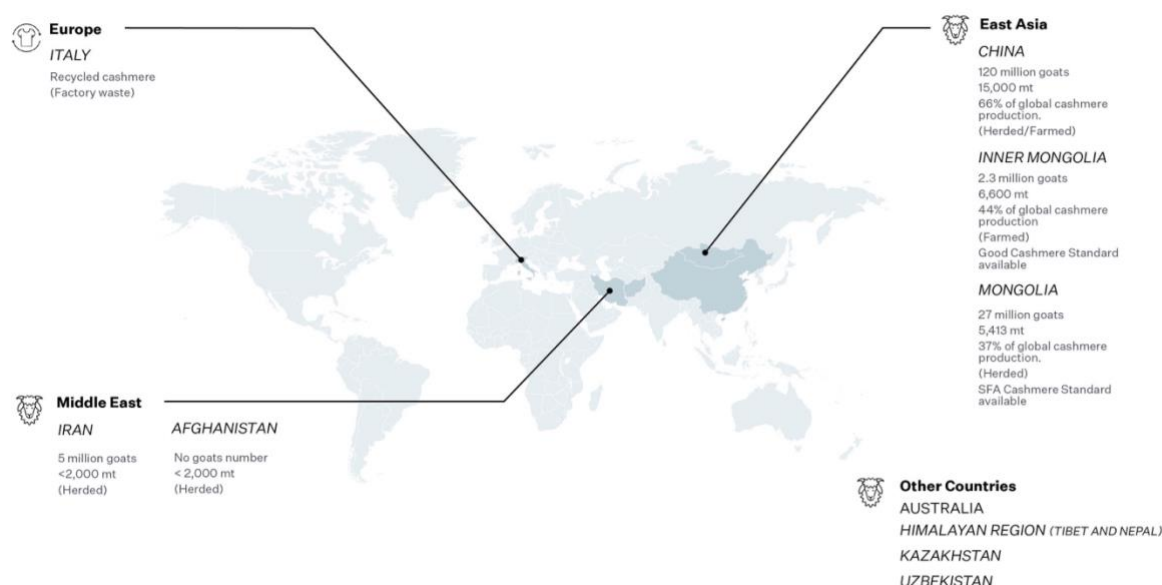 Europe
ITALY
Recycled cashmere
(Factory waste)
East Asia
CHINA
120 million goats
15,000 mt
66% of global cashmere
production.
(Herded/Farmed)
INNER MONGOLIA
2.3 million goats
6,600 mt
44% of global cashmere
production
(Farmed)
Good Cashmere Standard
available
MONGOLIA
27 million goats
5,413 mt
37% of global cashmere
production.
(Herded)
SFA Cashmere Standard
available
Middle East
IRAN
5 million goats
<2,000 mt
(Herded)
AFGHANISTAN
No goats number
< 2,000 mt
(Herded)
Other Countries
AUSTRALIA
HIMALAYAN REGION (TIBET AND NEPAL)
KAZAKHSTAN
UZBEKISTAN